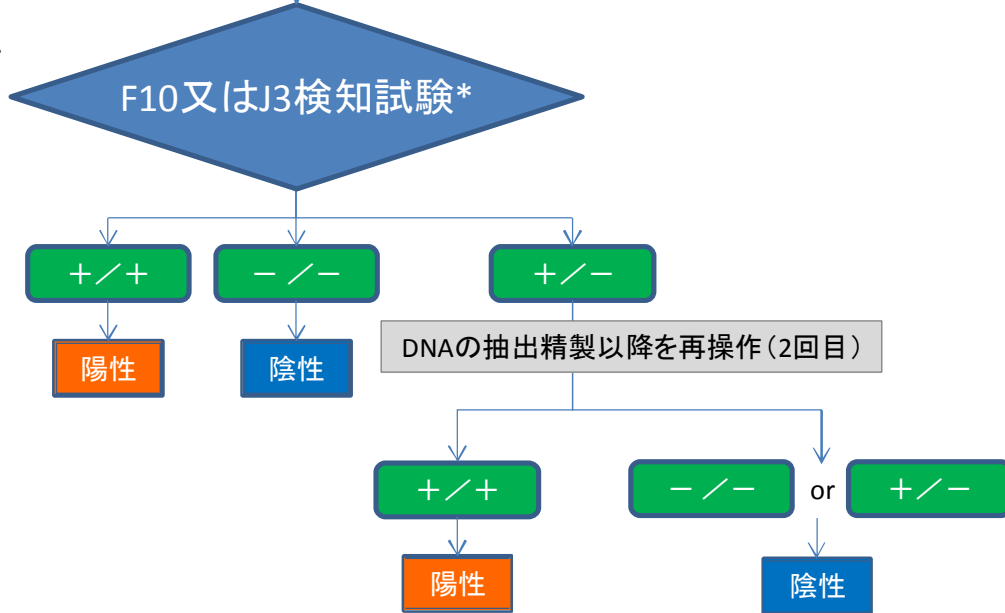 F10又はJ3検知試験*
＋／＋
－／－
＋／－
陽性
陰性
DNAの抽出精製以降を再操作（2回目）
＋／＋
－／－
or
＋／－
陽性
陰性